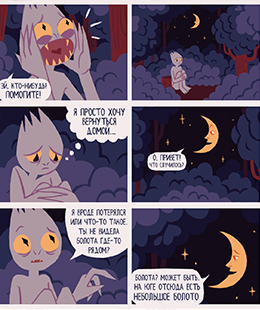 ЭЙ, КТО-НИБУДЬ!
ПОМОГИТЕ!
Я ПРОСТО ХОЧУ
ВЕРНУТЬСЯ
ДОМОЙ...
О, ПРИВЕТ!
ЧТО СЛУЧИЛОСЬ?
Я ВРОДЕ ПОТЕРЯЛСЯ
ИЛИ ЧТО-ТО ТАКОЕ.
ТЫ НЕ ВИДЕЛА
БОЛОТА ГДЕ-ТО
РЯДОМ?
БОЛОТА? МОЖЕТ БЫТЬ,
НА ЮГЕ ОТСЮДА ЕСТЬ
НЕБОЛЬШОЕ БОЛОТО